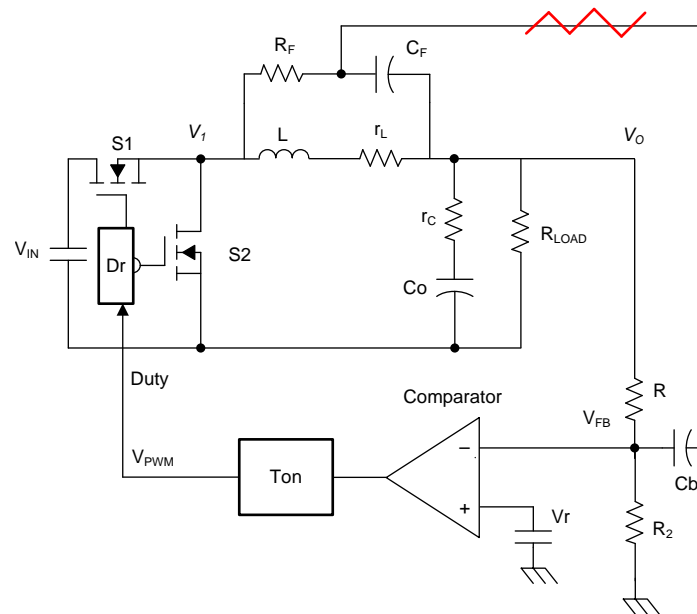 R_F
C_F
V_1
L
r_L
V_O
S1
r_C
R_LOAD
V_IN
Dr
S2
Co
Duty
Comparator
R
V_FB
V_PWM
Ton
−
+
Vr
Cb
R_2